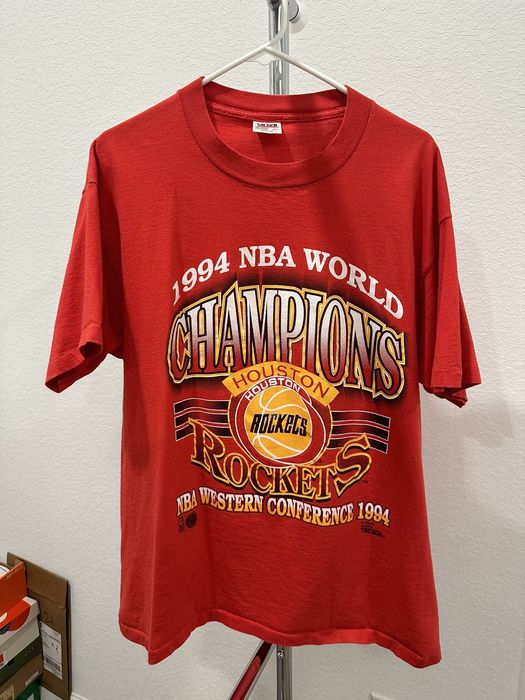 1994 NBA WORLD
CHAMPIONS
HOUSTON
HOUSTON
ROCKETS
ROCKETS
NBA WESTERN CONFERENCE 1994